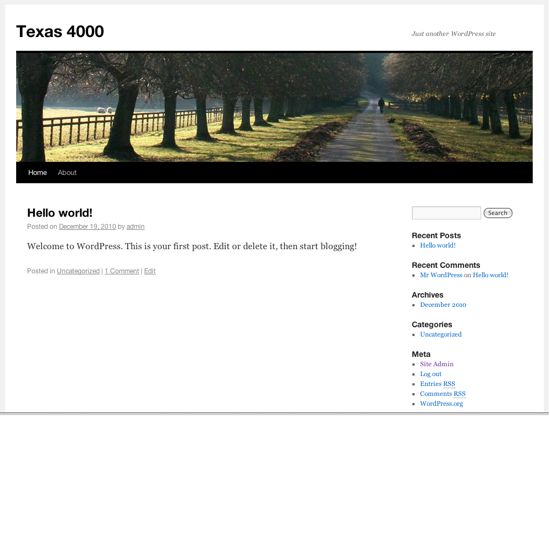 Texas 4000
Just another WordPress site
Home About
Hello world!
Posted on December 19, 2010 by admin
Welcome to WordPress. This is your first post. Edit or delete it, then start blogging!
Posted in Uncategorized | 1 Comment | Edit
Search
Recent Posts
Hello world!
Recent Comments
Mr WordPress on Hello world!
Archives
December 2010
Categories
Uncategorized
Meta
Site Admin
Log out
Entries RSS
Comments RSS
WordPress.org